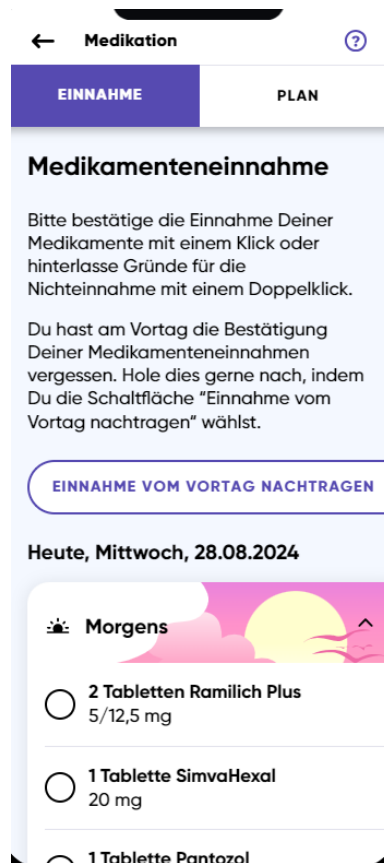 Medikation
?
EINNAHME
PLAN
Medikamenteneinnahme
Bitte bestätige die Einnahme Deiner
Medikamente mit einem Klick oder
hinterlasse Gründe für die
Nichteinnahme mit einem Doppelklick.
Du hast am Vortag die Bestätigung
Deiner Medikamenteneinnahmen
vergessen. Hole dies gerne nach, indem
Du die Schaltfläche “Einnahme vom
Vortag nachtragen” wählst.
EINNAHME VOM VORTAG NACHTRAGEN
Heute, Mittwoch, 28.08.2024
Morgens
2 Tabletten Ramilich Plus
5/12,5 mg
1 Tablette SimvaHexal
20 mg
1 Tablette Pantozol